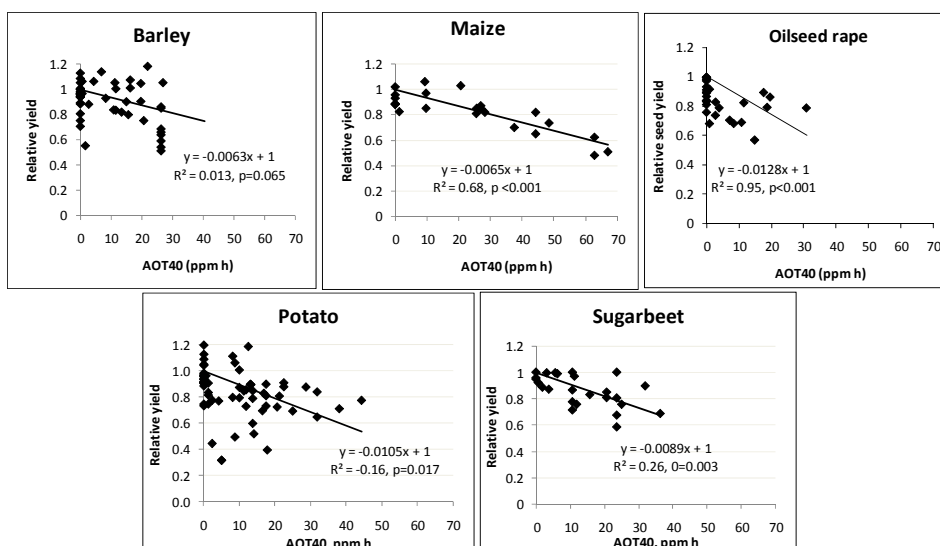 Barley
1.2
1
0.8
0.6
0.4
0.2
0
Relative yield
y = -0.0063x + 1
R² = 0.013, p=0.065
0 10 20 30 40 50 60 70
AOT40 (ppm h)
Maize
1.2
1
0.8
0.6
0.4
0.2
0
Relative yield
y = -0.0065x + 1
R² = 0.68, p <0.001
0 10 20 30 40 50 60 70
AOT40 (ppm h)
Oilseed rape
1.2
1
0.8
0.6
0.4
0.2
0
Relative seed yield
y = -0.0128x + 1
R² = 0.95, p<0.001
0 10 20 30 40 50 60 70
AOT40 (ppm h)
Potato
1.2
1.0
0.8
0.6
0.4
0.2
0.0
Relative yield
y = -0.0105x + 1
R² = -0.16, p=0.017
0 10 20 30 40 50 60 70
AOT40, ppm h
Sugarbeet
1.2
1
0.8
0.6
0.4
0.2
0
Relative yield
y = -0.0089x + 1
R² = 0.26, 0=0.003
0 10 20 30 40 50 60 70
AOT40, ppm h